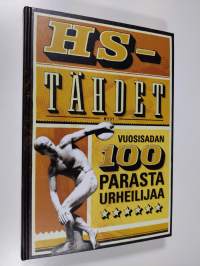 HS-
TÄHDET
VUOSISADAN
100
PARASTA
URHEILIJAA